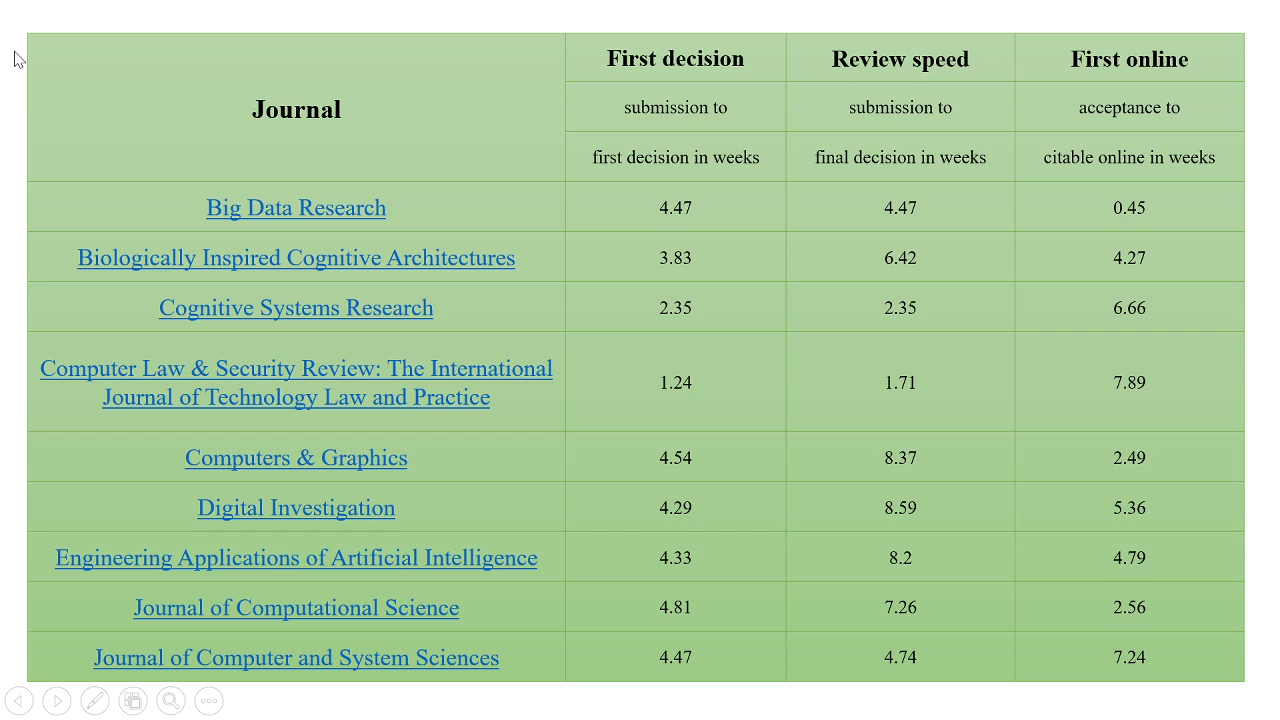 Journal
First decision
Review speed
First online
submission to
submission to
acceptance to
first decision in weeks
final decision in weeks
citable online in weeks
Big Data Research 4.47 4.47 0.45
Biologically Inspired Cognitive Architectures 3.83 6.42 4.27
Cognitive Systems Research 2.35 2.35 6.66
Computer Law & Security Review: The International
Journal of Technology Law and Practice 1.24 1.71 7.89
Computers & Graphics 4.54 8.37 2.49
Digital Investigation 4.29 8.59 5.36
Engineering Applications of Artificial Intelligence 4.33 8.2 4.79
Journal of Computational Science 4.81 7.26 2.56
Journal of Computer and System Sciences 4.47 4.74 7.24